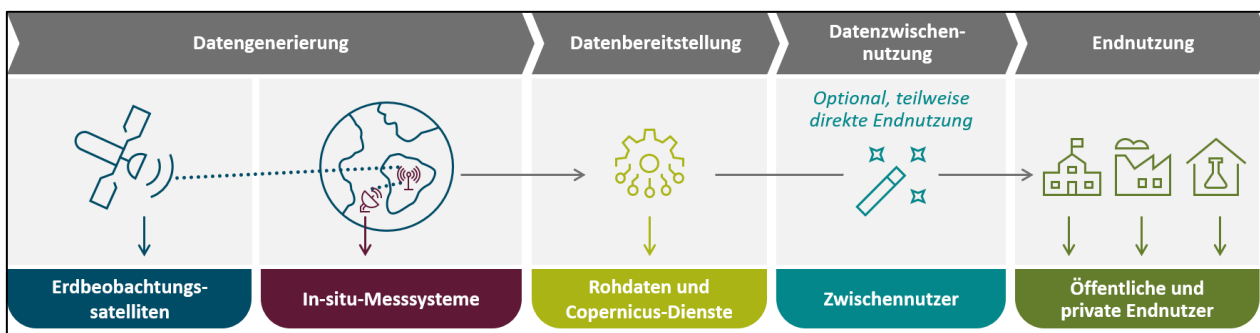 Datengenerierung
Datenbereitstellung
Datenzwischen-
nutzung
Endnutzung
Optional, teilweise
direkte Endnutzung
Erdbeobachtungs-
satelliten
In-situ-Messsysteme
Rohdaten und
Copernicus-Dienste
Zwischennutzer
Öffentliche und
private Endnutzer